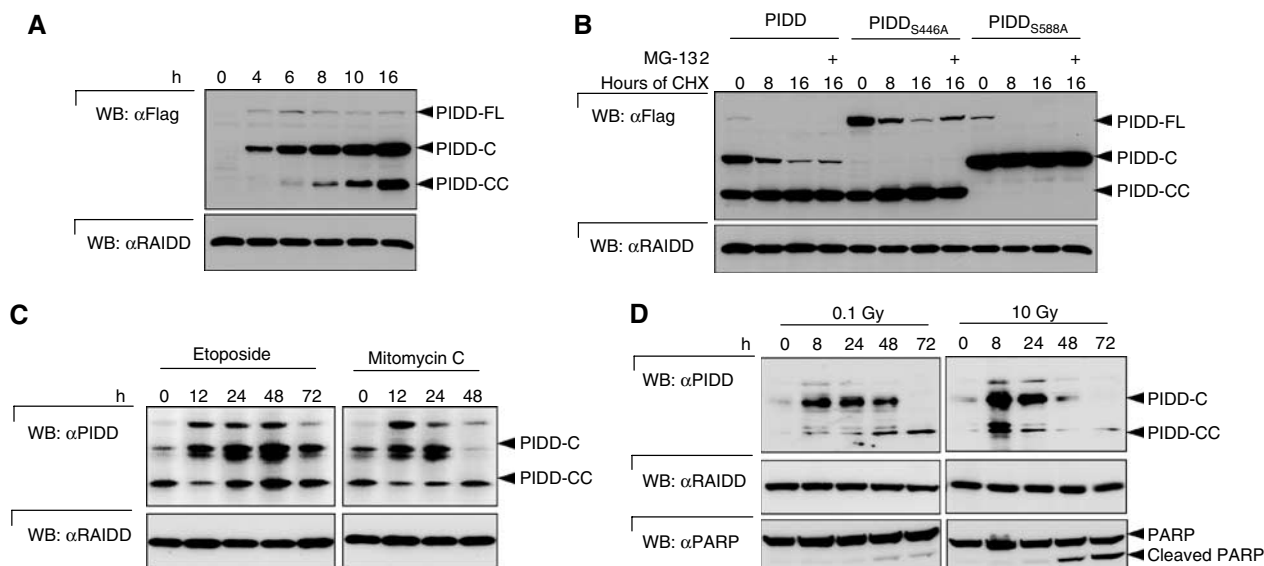 A
h 0 4 6 8 10 16
WB: αFlag
PIDD-FL
PIDD-C
PIDD-CC
WB: αRAIDD
B
PIDD PIDDS446A PIDDS588A
MG-132 + + +
Hours of CHX 0 8 16 16 0 8 16 16 0 8 16 16
WB: αFlag
PIDD-FL
PIDD-C
PIDD-CC
WB: αRAIDD
C
Etoposide Mitomycin C
h 0 12 24 48 72 0 12 24 48
WB: αPIDD
PIDD-C
PIDD-CC
WB: αRAIDD
D
0.1 Gy 10 Gy
h 0 8 24 48 72 0 8 24 48 72
WB: αPIDD
PIDD-C
PIDD-CC
WB: αRAIDD
WB: αPARP
PARP
Cleaved PARP